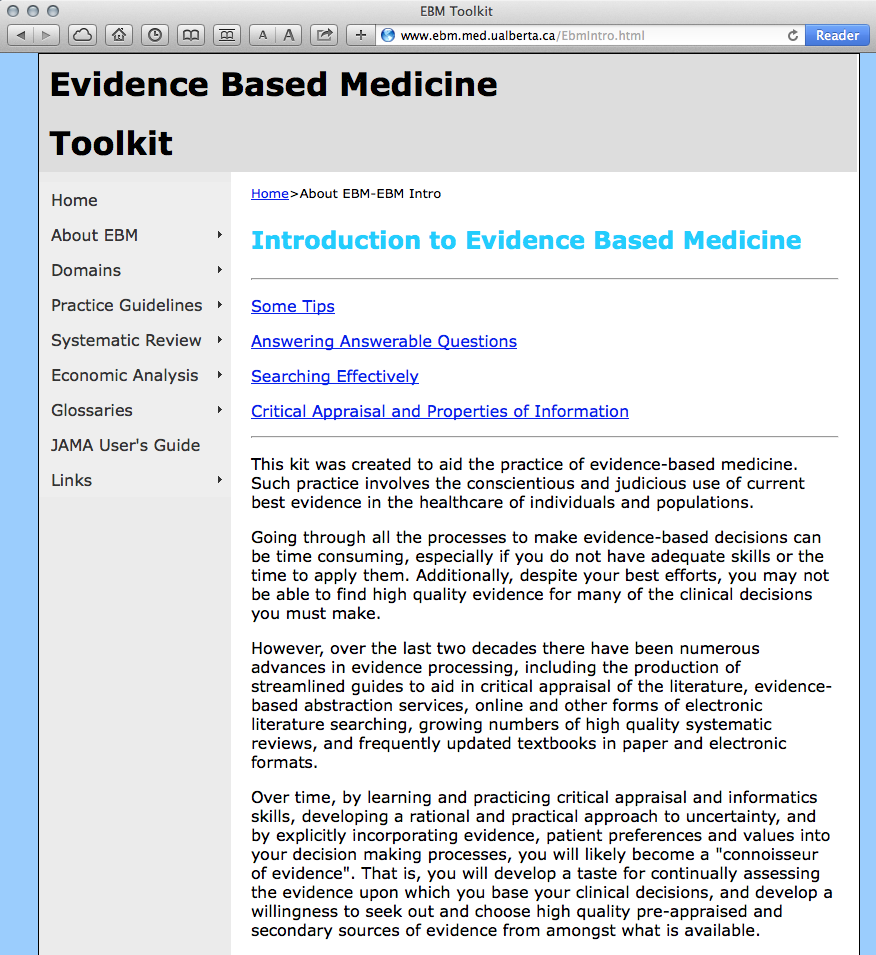 EBM Toolkit
A A
www.ebm.med.ualberta.ca/EbmIntro.html
Reader
Evidence Based Medicine
Toolkit
Home
About EBM
Domains
Practice Guidelines
Systematic Review
Economic Analysis
Glossaries
JAMA User's Guide
Links
Home>About EBM-EBM Intro
Introduction to Evidence Based Medicine
Some Tips
Answering Answerable Questions
Searching Effectively
Critical Appraisal and Properties of Information
This kit was created to aid the practice of evidence-based medicine.
Such practice involves the conscientious and judicious use of current
best evidence in the healthcare of individuals and populations.
Going through all the processes to make evidence-based decisions can
be time consuming, especially if you do not have adequate skills or the
time to apply them. Additionally, despite your best efforts, you may not
be able to find high quality evidence for many of the clinical decisions
you must make.
However, over the last two decades there have been numerous
advances in evidence processing, including the production of
streamlined guides to aid in critical appraisal of the literature, evidence-
based abstraction services, online and other forms of electronic
literature searching, growing numbers of high quality systematic
reviews, and frequently updated textbooks in paper and electronic
formats.
Over time, by learning and practicing critical appraisal and informatics
skills, developing a rational and practical approach to uncertainty, and
by explicitly incorporating evidence, patient preferences and values into
your decision making processes, you will likely become a "connoisseur
of evidence". That is, you will develop a taste for continually assessing
the evidence upon which you base your clinical decisions, and develop a
willingness to seek out and choose high quality pre-appraised and
secondary sources of evidence from amongst what is available.